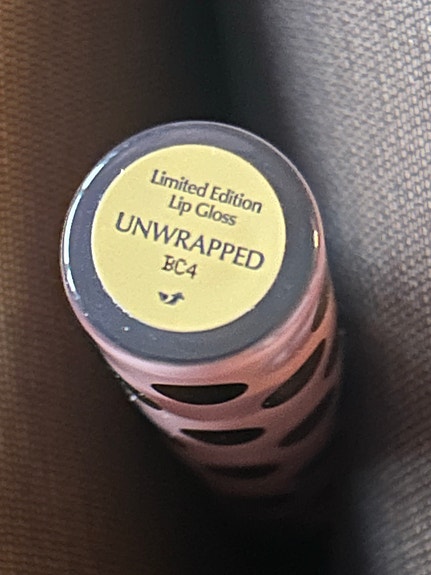 Limited Edition
Lip Gloss
UNWRAPPED
BC4